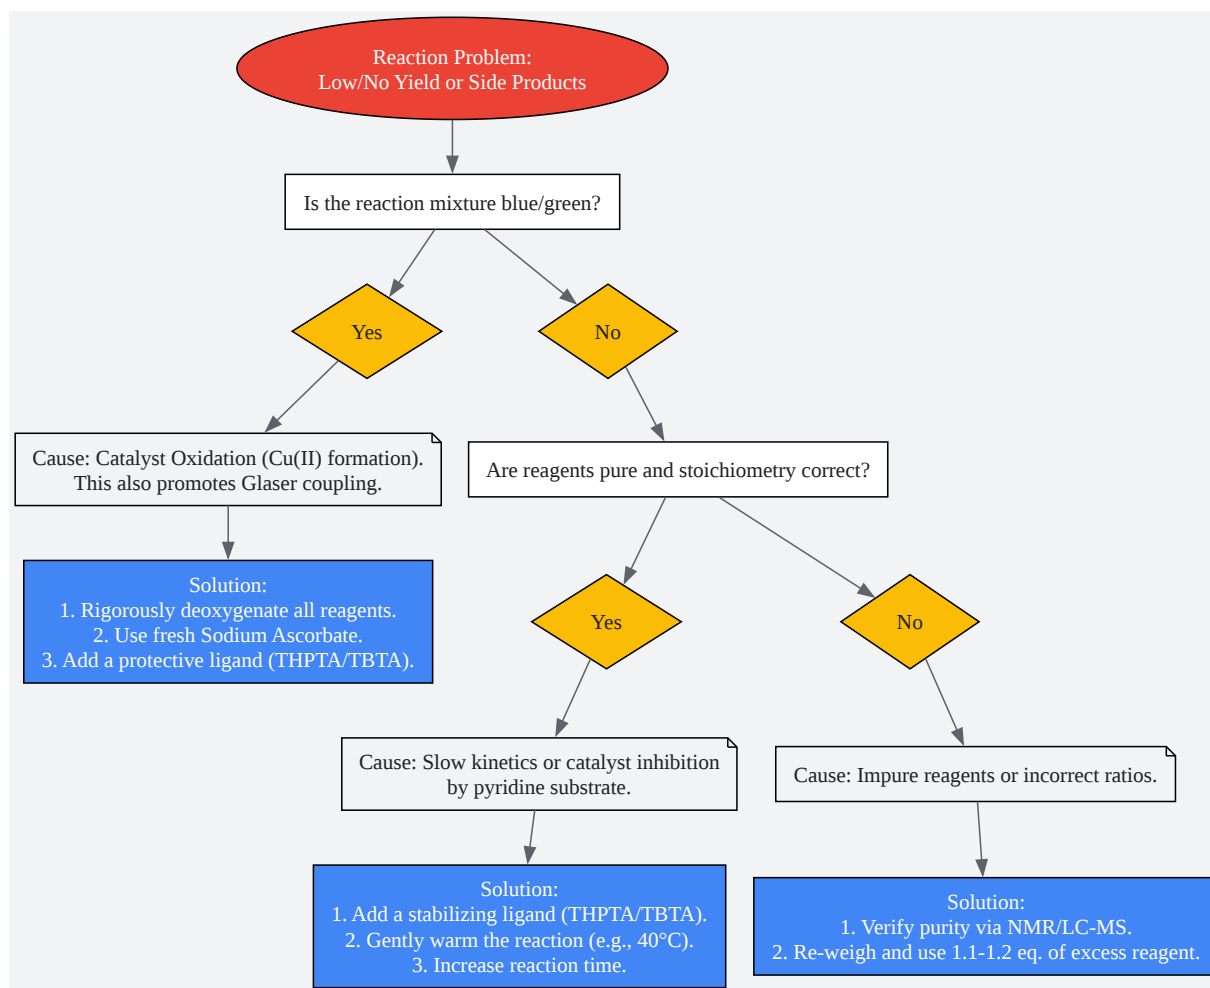 Reaction Problem:
Low/No Yield or Side Products
Is the reaction mixture blue/green?
Yes
No
Cause: Catalyst Oxidation (Cu(II) formation).
This also promotes Glaser coupling.
Are reagents pure and stoichiometry correct?
Solution:
1. Rigorously deoxygenate all reagents.
2. Use fresh Sodium Ascorbate.
3. Add a protective ligand (THPTA/TBTA).
Yes
No
Cause: Slow kinetics or catalyst inhibition
by pyridine substrate.
Cause: Impure reagents or incorrect ratios.
Solution:
1. Add a stabilizing ligand (THPTA/TBTA).
2. Gently warm the reaction (e.g., 40°C).
3. Increase reaction time.
Solution:
1. Verify purity via NMR/LC-MS.
2. Re-weigh and use 1.1-1.2 eq. of excess reagent.